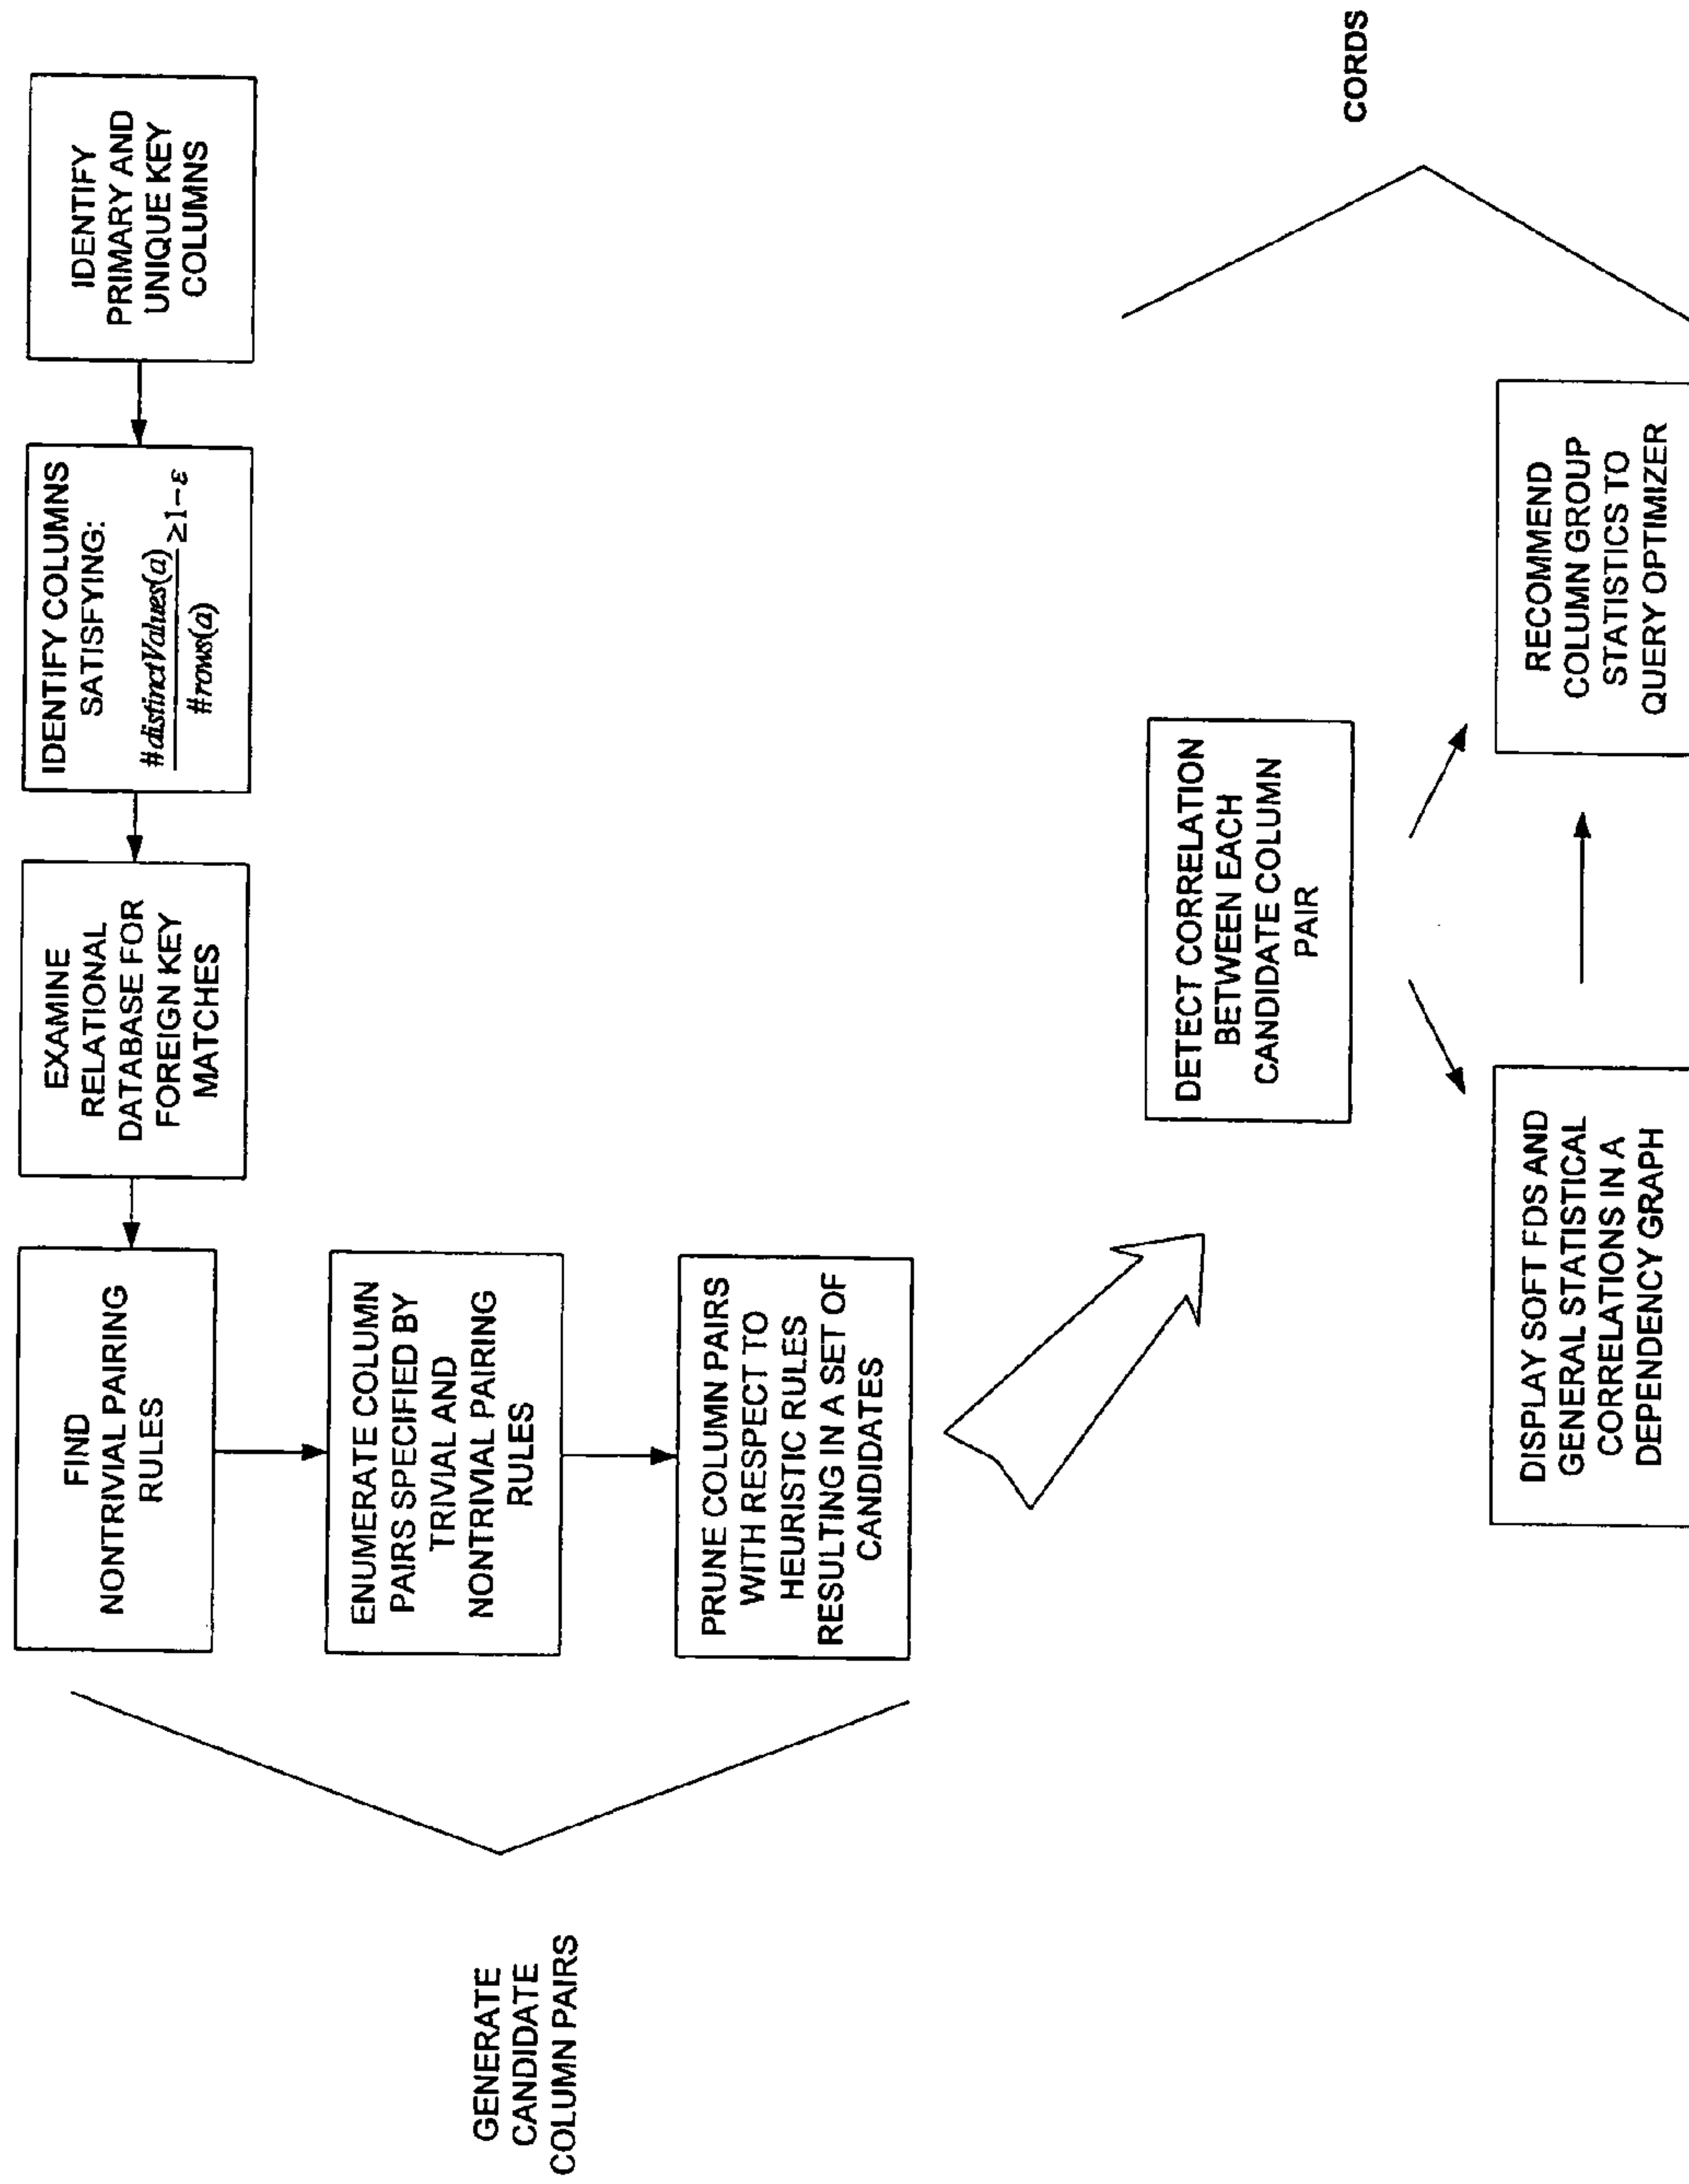 IDENTIFY
PRIMARY AND
UNIQUE KEY
COLUMNS
IDENTIFY COLUMNS
SATISFYING:
#distinctValues(a)
≥1-ε
#rows(a)
EXAMINE
RELATIONAL
DATABASE FOR
FOREIGN KEY
MATCHES
FIND
NONTRIVIAL PAIRING
RULES
ENUMERATE COLUMN
PAIRS SPECIFIED BY
TRIVIAL AND
NONTRIVIAL PAIRING
RULES
PRUNE COLUMN PAIRS
WITH RESPECT TO
HEURISTIC RULES
RESULTING IN A SET OF
CANDIDATES
GENERATE
CANDIDATE
COLUMN PAIRS
DETECT CORRELATION
BETWEEN EACH
CANDIDATE COLUMN
PAIR
DISPLAY SOFT FDS AND
GENERAL STATISTICAL
CORRELATIONS IN A
DEPENDENCY GRAPH
RECOMMEND
COLUMN GROUP
STATISTICS TO
QUERY OPTIMIZER
CORDS